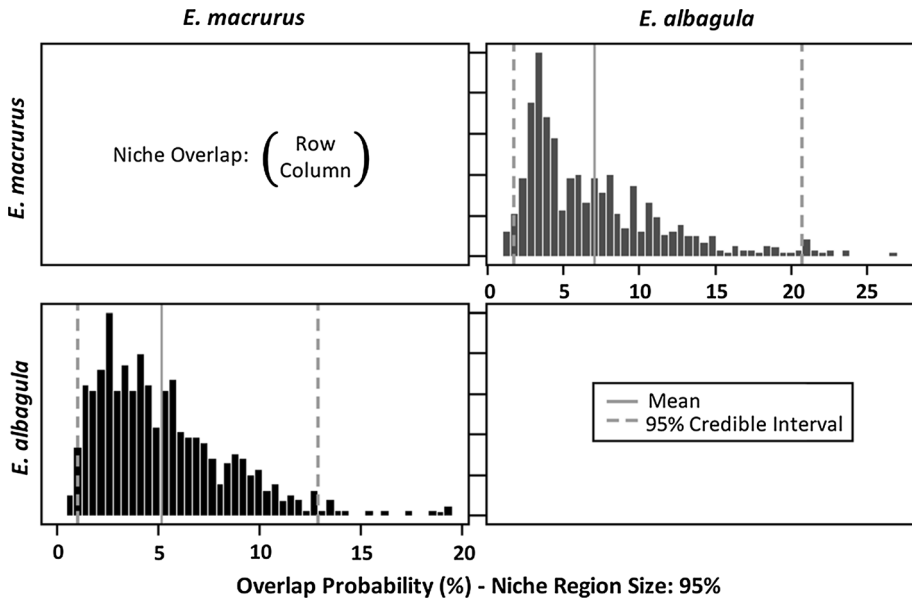 E. macrurus
E. albagula
E. macrurus
Niche Overlap: (Row
Column)
0 5 10 15 20 25
E. albagula
Mean
95% Credible Interval
0 5 10 15 20
Overlap Probability (%) - Niche Region Size: 95%